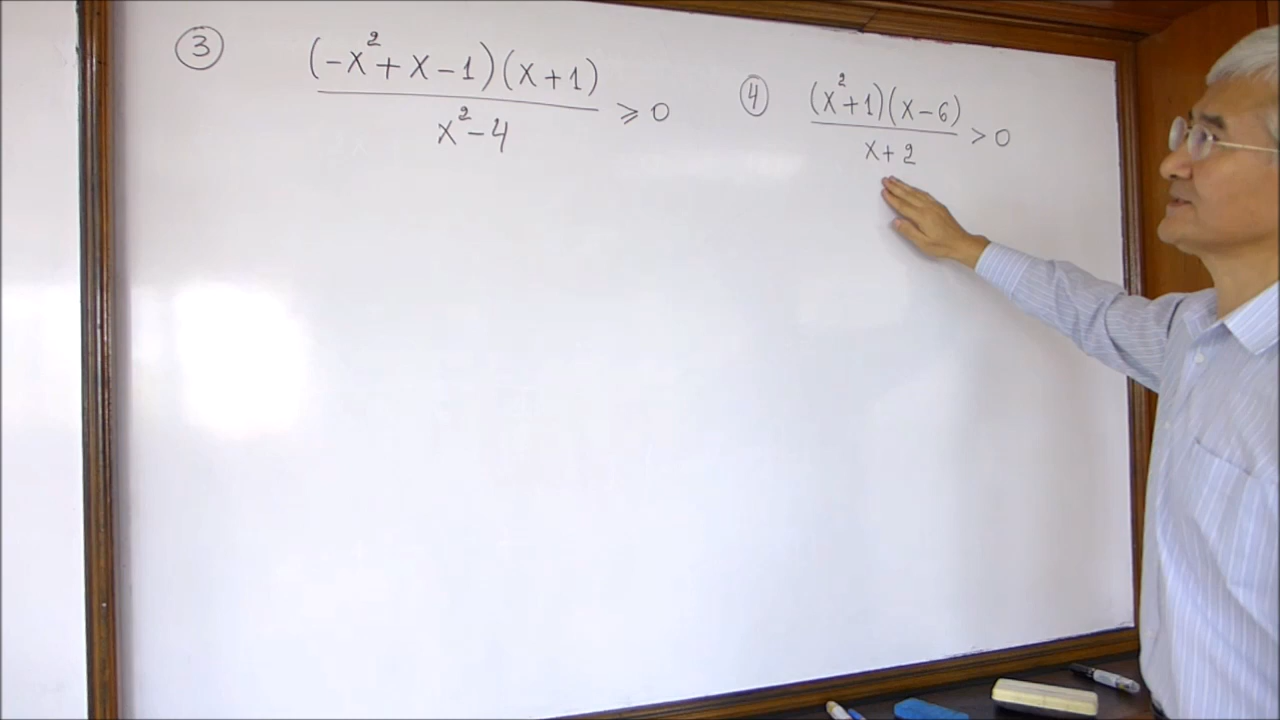 ③ (-x²+x-1)(x+1)
x²-4
≥ 0
④ (x²+1)(x-6)
x+2
> 0